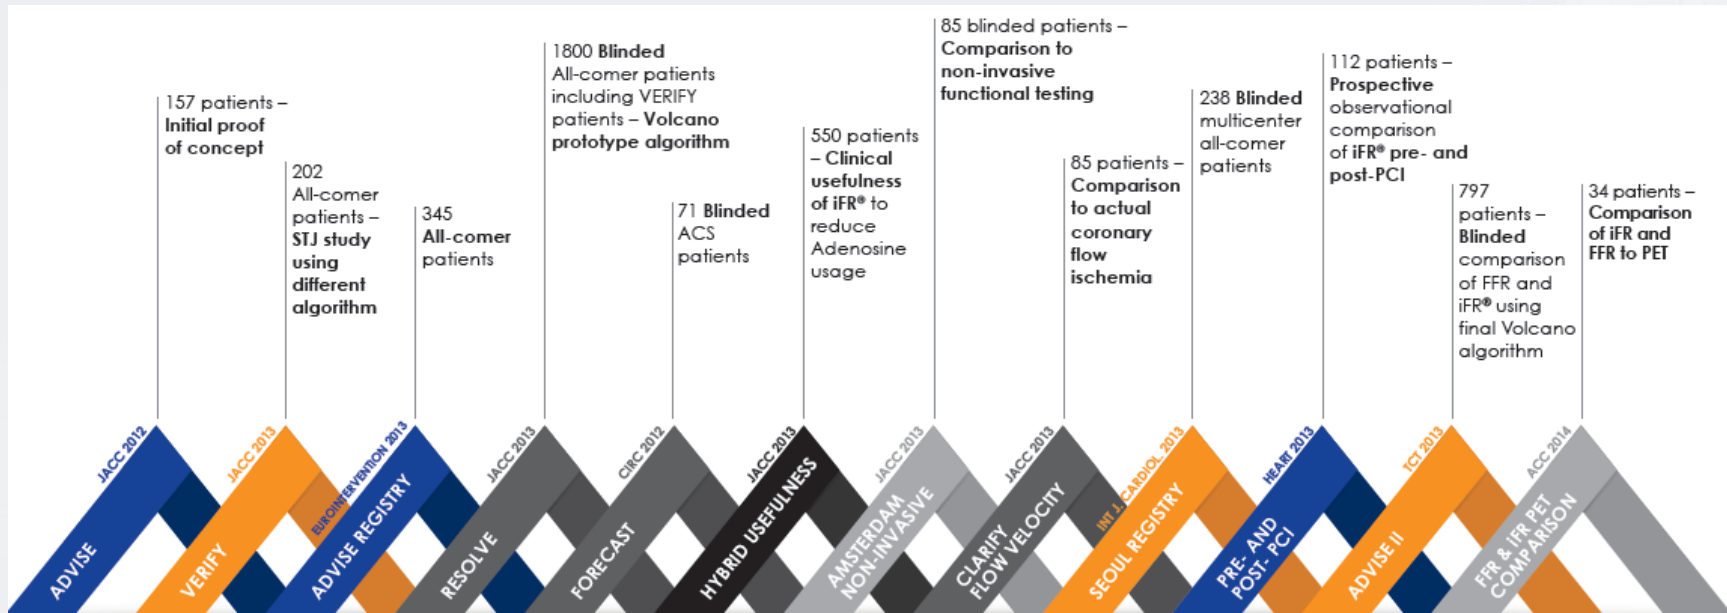 157 patients –
Initial proof
of concept
202
All-comer
patients –
STJ study
using
different
algorithm
345
All-comer
patients
1800 Blinded
All-comer patients
including VERIFY
patients – Volcano
prototype algorithm
71 Blinded
ACS
patients
550 patients
– Clinical
usefulness
of iFR® to
reduce
Adenosine
usage
85 blinded patients –
Comparison to
non-invasive
functional testing
85 patients –
Comparison
to actual
coronary
flow
ischemia
238 Blinded
multicenter
all-comer
patients
112 patients –
Prospective
observational
comparison
of iFR® pre- and
post-PCI
797
patients –
Blinded
comparison
of FFR and
iFR® using
final Volcano
algorithm
34 patients –
Comparison
of iFR and
FFR to PET
JACC 2012
ADVISE
JACC 2013
VERIFY
EUROINTERVENTION 2013
ADVISE REGISTRY
JACC 2013
RESOLVE
CIRC 2012
FORECAST
JACC 2013
HYBRID USEFULNESS
JACC 2013
AMSTERDAM
NON-INVASIVE
JACC 2013
CLARIFY
FLOW VELOCITY
INT J. CARDIOL 2013
SEOUL REGISTRY
HEART 2013
PRE- AND
POST- PCI
TCT 2013
ADVISE II
ACC 2014
FFR & iFR PET
COMPARISON